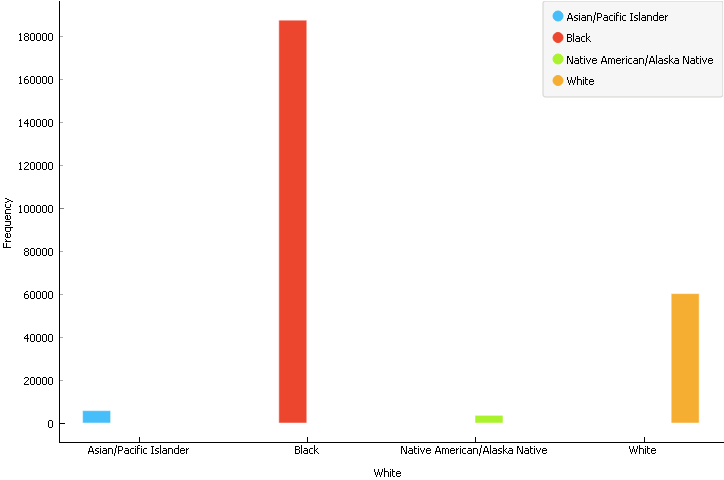 Asian/Pacific Islander
Black
Native American/Alaska Native
White
180000
160000
140000
120000
100000
80000
60000
40000
20000
0
Frequency
Asian/Pacific Islander
Black
Native American/Alaska Native
White
White